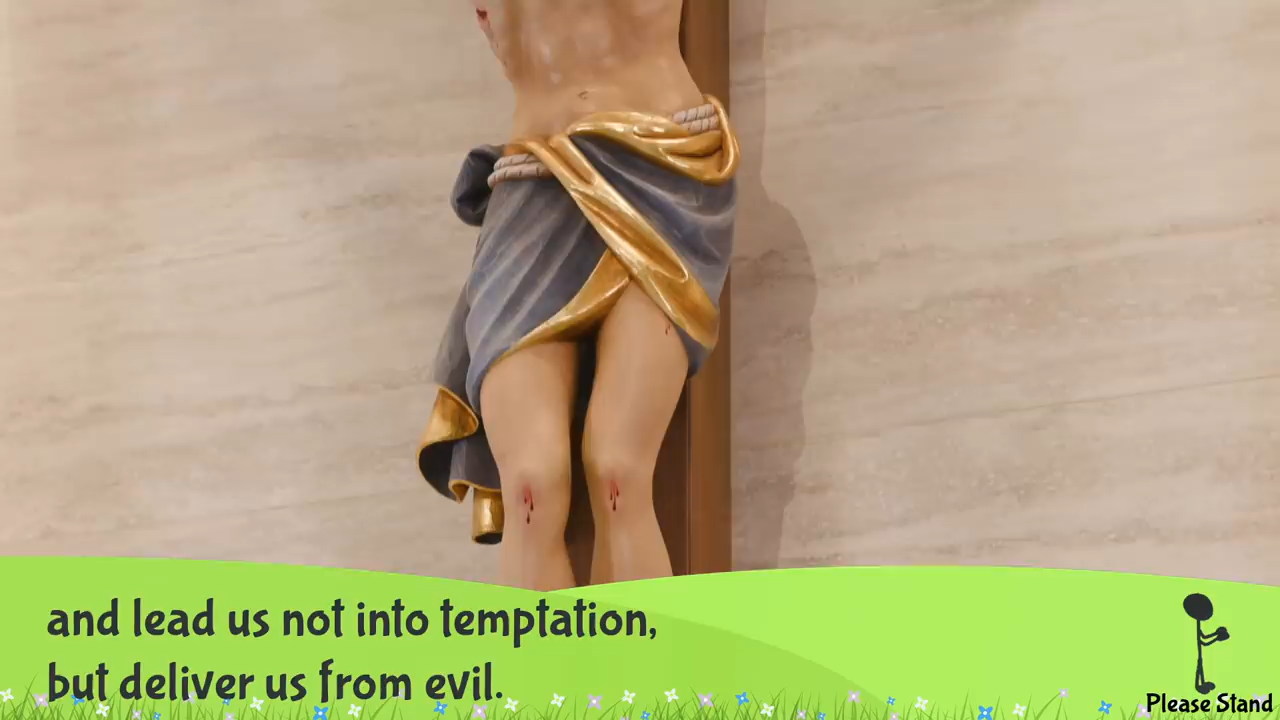 and lead us not into temptation,
but deliver us from evil.
Please Stand